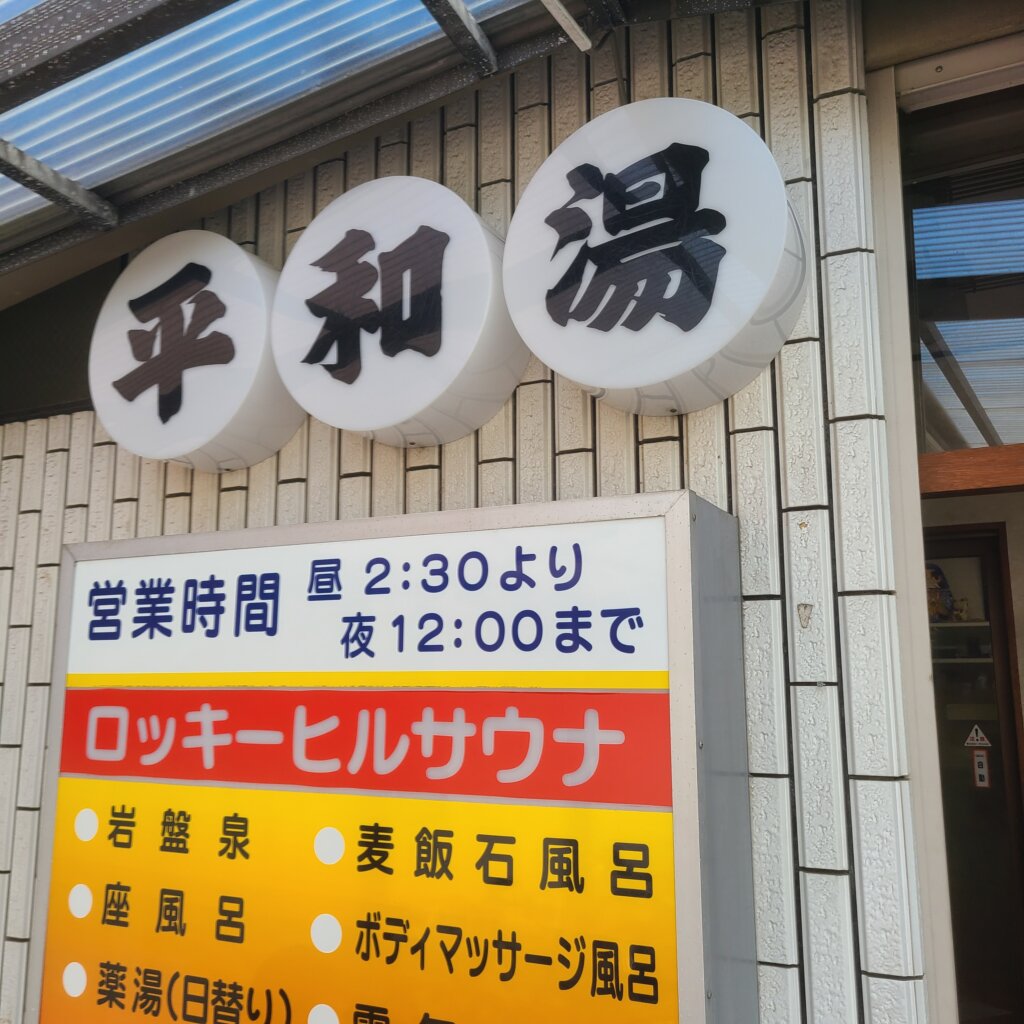 平和湯
営業時間 昼 2:30より
夜12:00まで
ロッキーヒルサウナ
岩盤泉 麦飯石風呂
座風呂 ボディマッサージ風呂
薬湯(日替り)